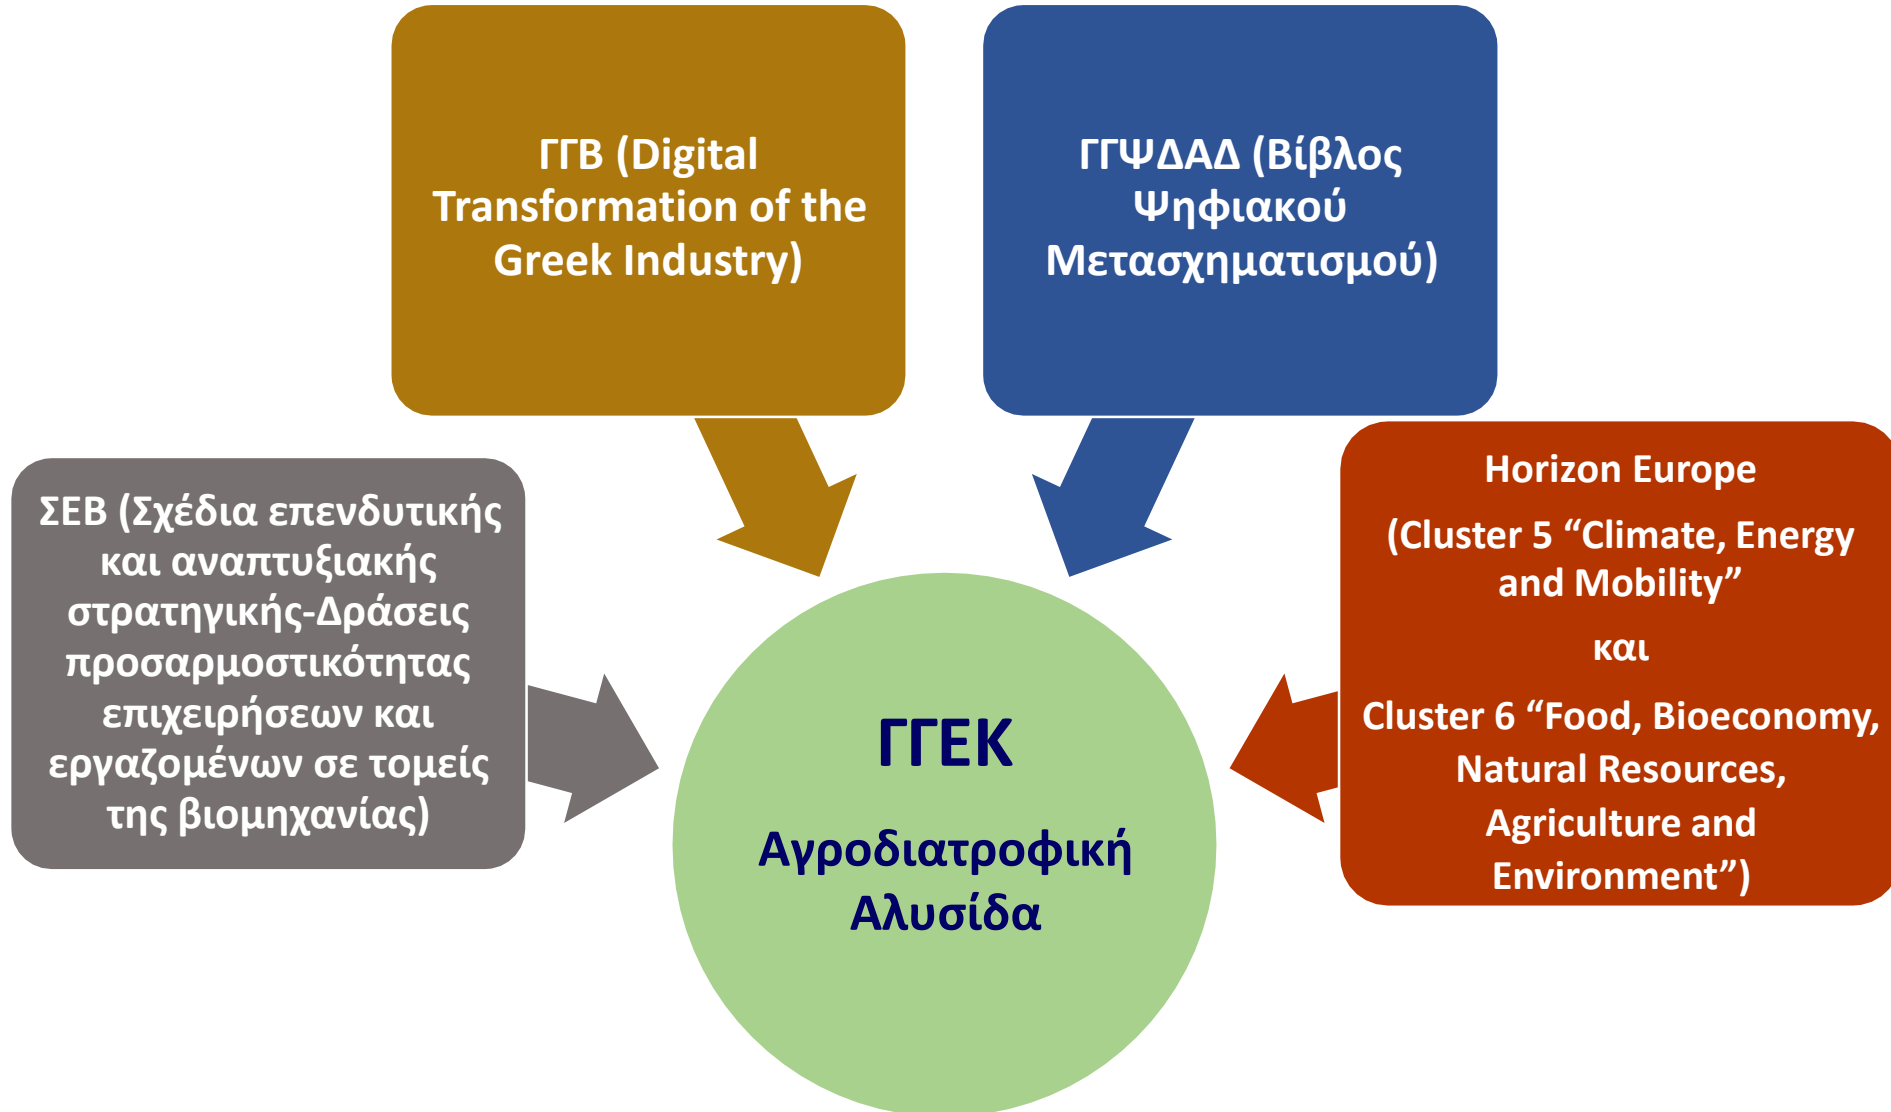 ΓΓΒ (Digital
Transformation of the
Greek Industry)
ΓΓΨΔΑΔ (Βίβλος
Ψηφιακού
Μετασχηματισμού)
ΣΕΒ (Σχέδια επενδυτικής
και αναπτυξιακής
στρατηγικής-Δράσεις
προσαρμοστικότητας
επιχειρήσεων και
εργαζομένων σε τομείς
της βιομηχανίας)
Horizon Europe
(Cluster 5 “Climate, Energy
and Mobility”
και
Cluster 6 “Food, Bioeconomy,
Natural Resources,
Agriculture and
Environment”)
ΓΓΕΚ
Αγροδιατροφική
Αλυσίδα